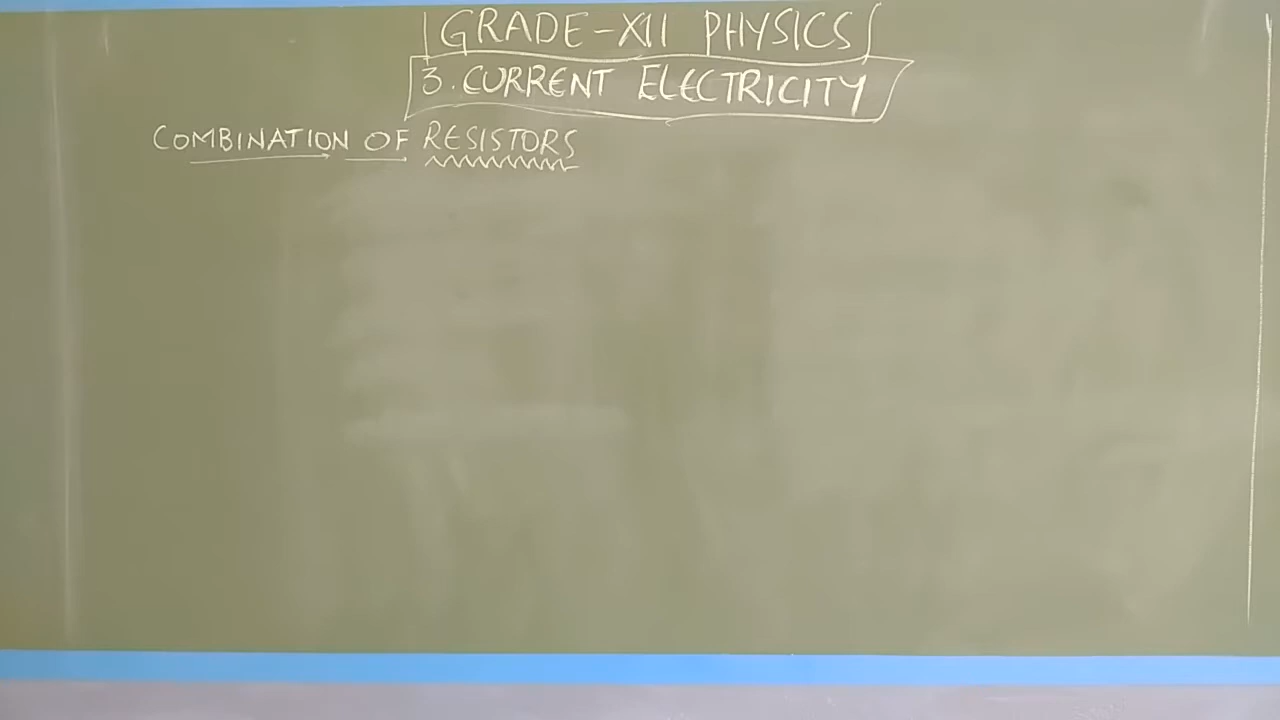 GRADE-XII PHYSICS
3. CURRENT ELECTRICITY
COMBINATION OF RESISTORS